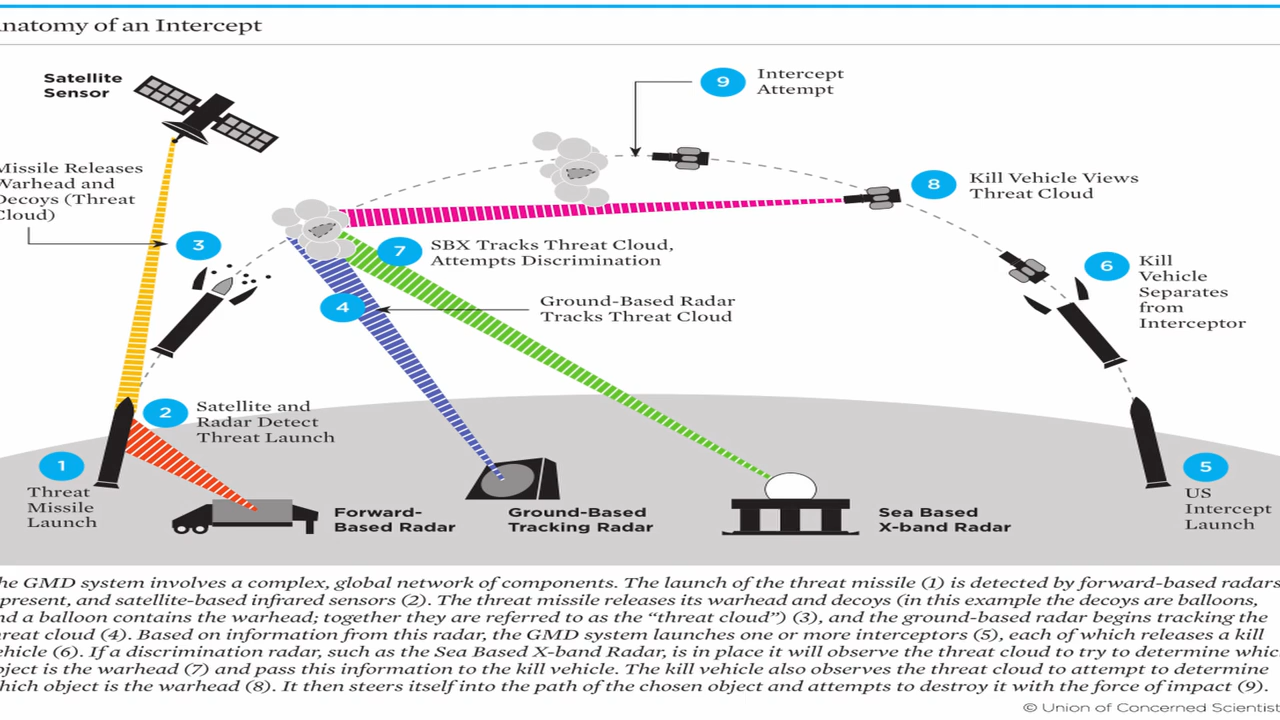 natomy of an Intercept
Satellite
Sensor
9
Intercept
Attempt
Missile Releases
Warhead and
Decoys (Threat
Cloud)
8
Kill Vehicle Views
Threat Cloud
3
7
SBX Tracks Threat Cloud,
Attempts Discrimination
6
Kill
Vehicle
Separates
from
Interceptor
4
Ground-Based Radar
Tracks Threat Cloud
2
Satellite and
Radar Detect
Threat Launch
1
Threat
Missile
Launch
5
US
Intercept
Launch
Forward-
Based Radar
Ground-Based
Tracking Radar
Sea Based
X-band Radar
he GMD system involves a complex, global network of components. The launch of the threat missile (1) is detected by forward-based radars
present, and satellite-based infrared sensors (2). The threat missile releases its warhead and decoys (in this example the decoys are balloons,
nd a balloon contains the warhead; together they are referred to as the “threat cloud”) (3), and the ground-based radar begins tracking the
reat cloud (4). Based on information from this radar, the GMD system launches one or more interceptors (5), each of which releases a kill
ehicle (6). If a discrimination radar, such as the Sea Based X-band Radar, is in place it will observe the threat cloud to try to determine whic
bject is the warhead (7) and pass this information to the kill vehicle. The kill vehicle also observes the threat cloud to attempt to determine
hich object is the warhead (8). It then steers itself into the path of the chosen object and attempts to destroy it with the force of impact (9).
© Union of Concerned Scientist